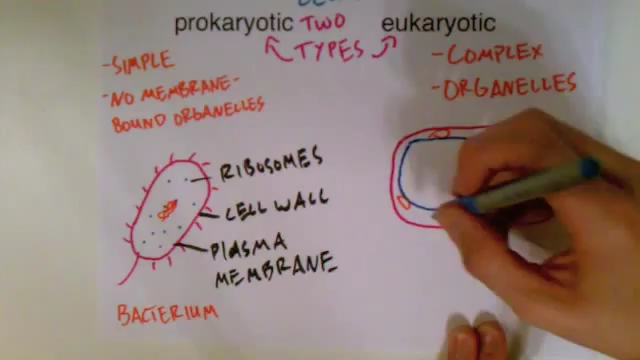 prokaryotic TWO eukaryotic
TYPES
-SIMPLE
-NO MEMBRANE-
BOUND ORGANELLES
-COMPLEX
-ORGANELLES
RIBOSOMES
CELL WALL
PlASMA
MEMBRANE
BACTERIUM